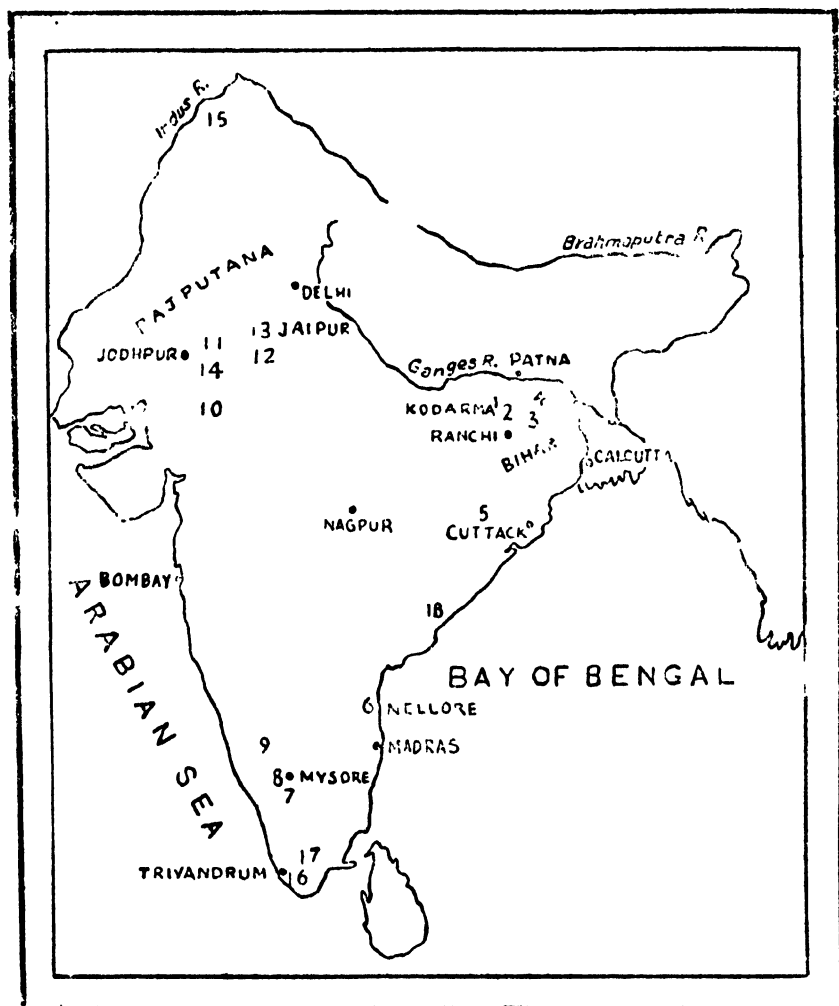 Indus R.
15
Brahmaputra R
RAJPUTANA
DELHI
13 JAIPUR
11
JODHPUR
12
14
Ganges R. PATNA
10
KODARMA 1 2
4
3
RANCHI
BIHAR
CALCUTTA
5
NAGPUR
CUTTACK
BOMBAY
ARABIAN SEA
18
BAY OF BENGAL
6 NELLORE
9
MADRAS
8 MYSORE
7
17
TRIVANDRUM
16